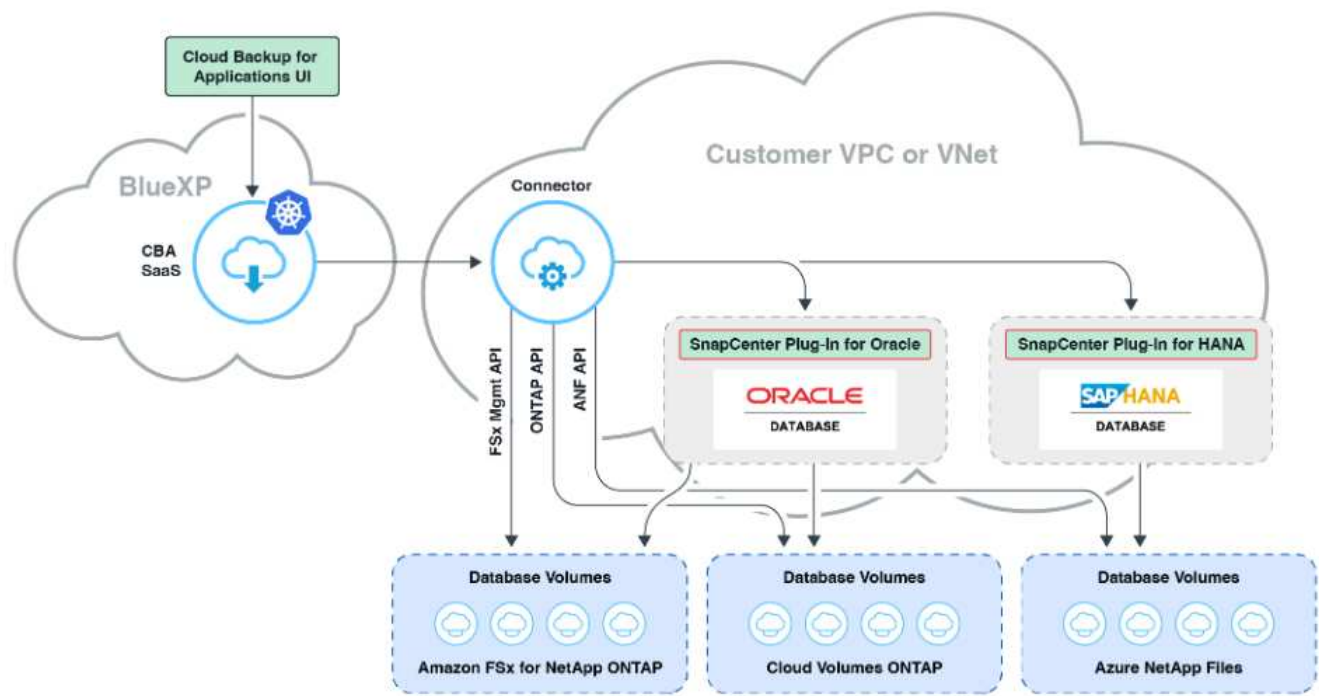 Cloud Backup for
Applications UI
Customer VPC or VNet
BlueXP
Connector
CBA
SaaS
SnapCenter Plug-In for Oracle
SnapCenter Plug-In for HANA
FSx Mgmt API
ONTAP API
ANF API
ORACLE
DATABASE
SAP HANA
DATABASE
Database Volumes
Amazon FSx for NetApp ONTAP
Database Volumes
Cloud Volumes ONTAP
Database Volumes
Azure NetApp Files